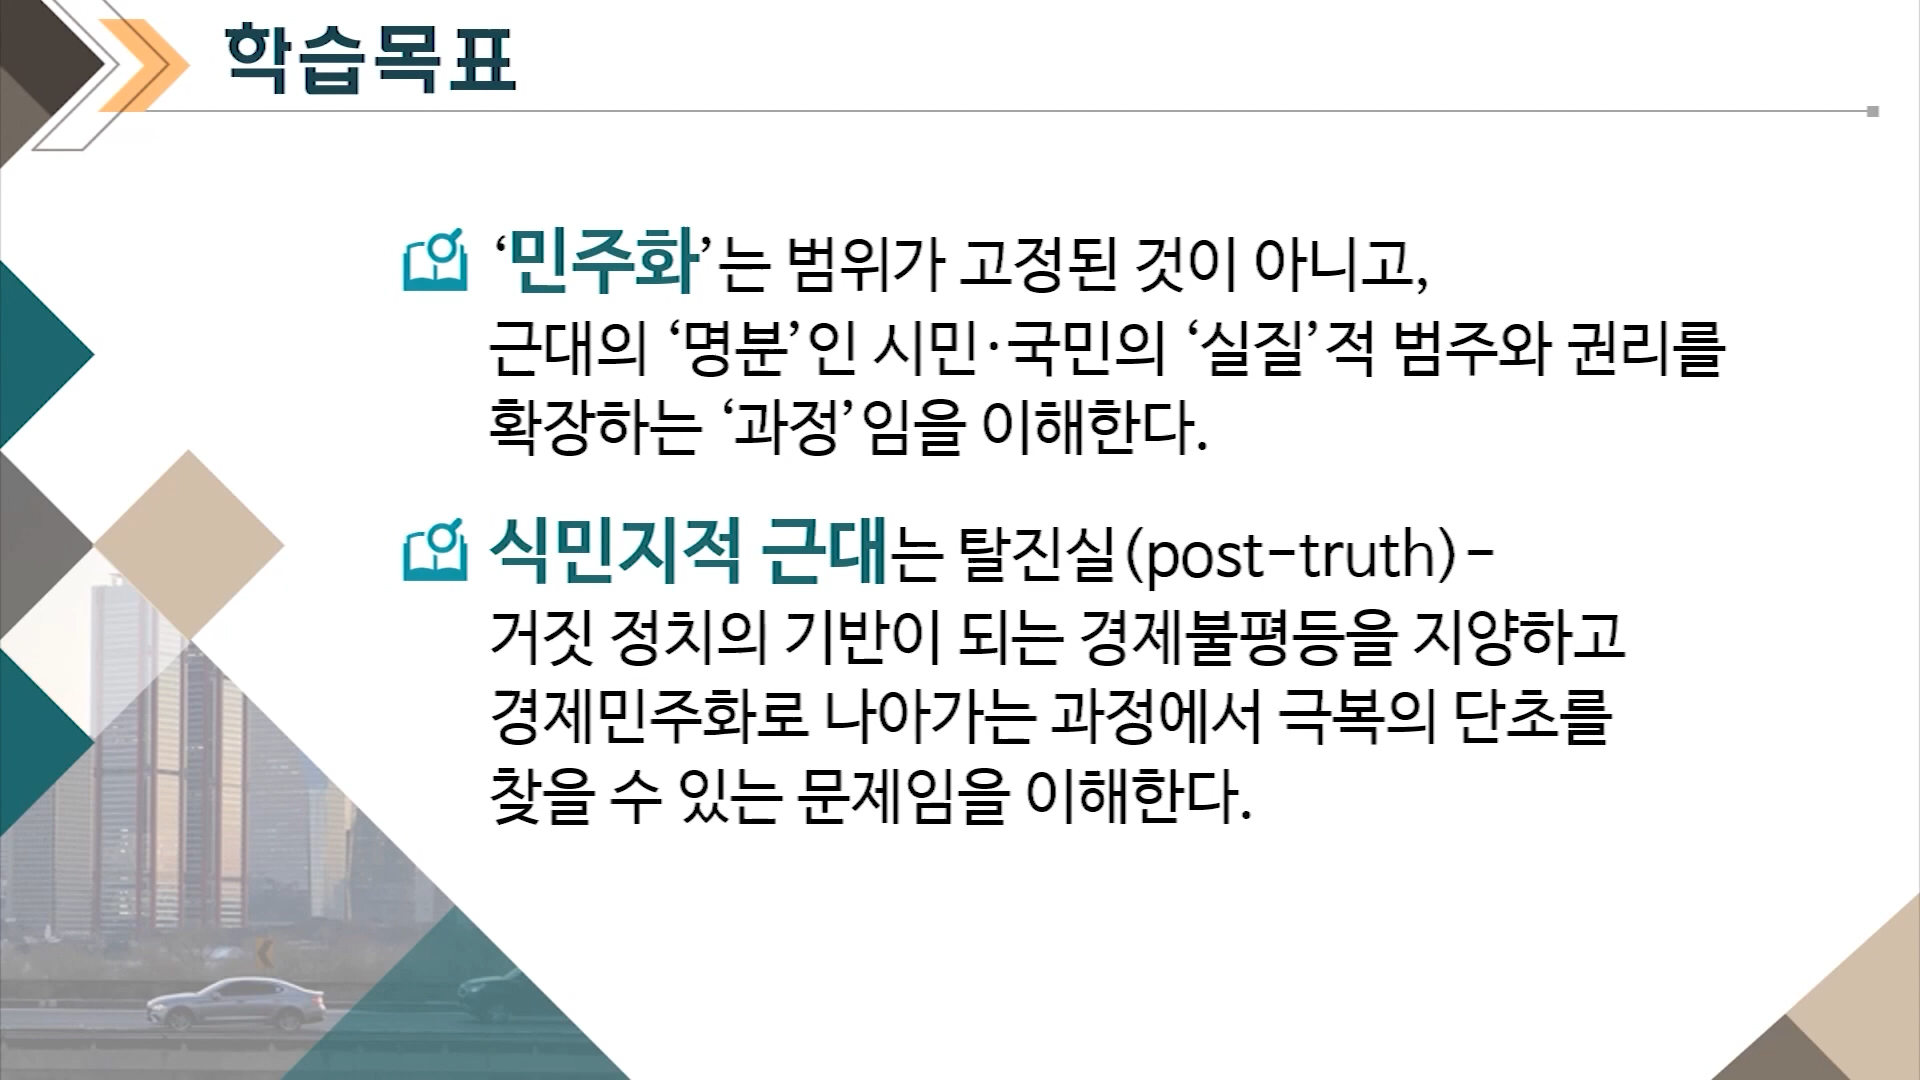 학습목표
‘민주화’는 범위가 고정된 것이 아니고,
근대의 ‘명분’인 시민·국민의 ‘실질’적 범주와 권리를
확장하는 ‘과정’임을 이해한다.
식민지적 근대는 탈진실(post-truth)-
거짓 정치의 기반이 되는 경제불평등을 지양하고
경제민주화로 나아가는 과정에서 극복의 단초를
찾을 수 있는 문제임을 이해한다.